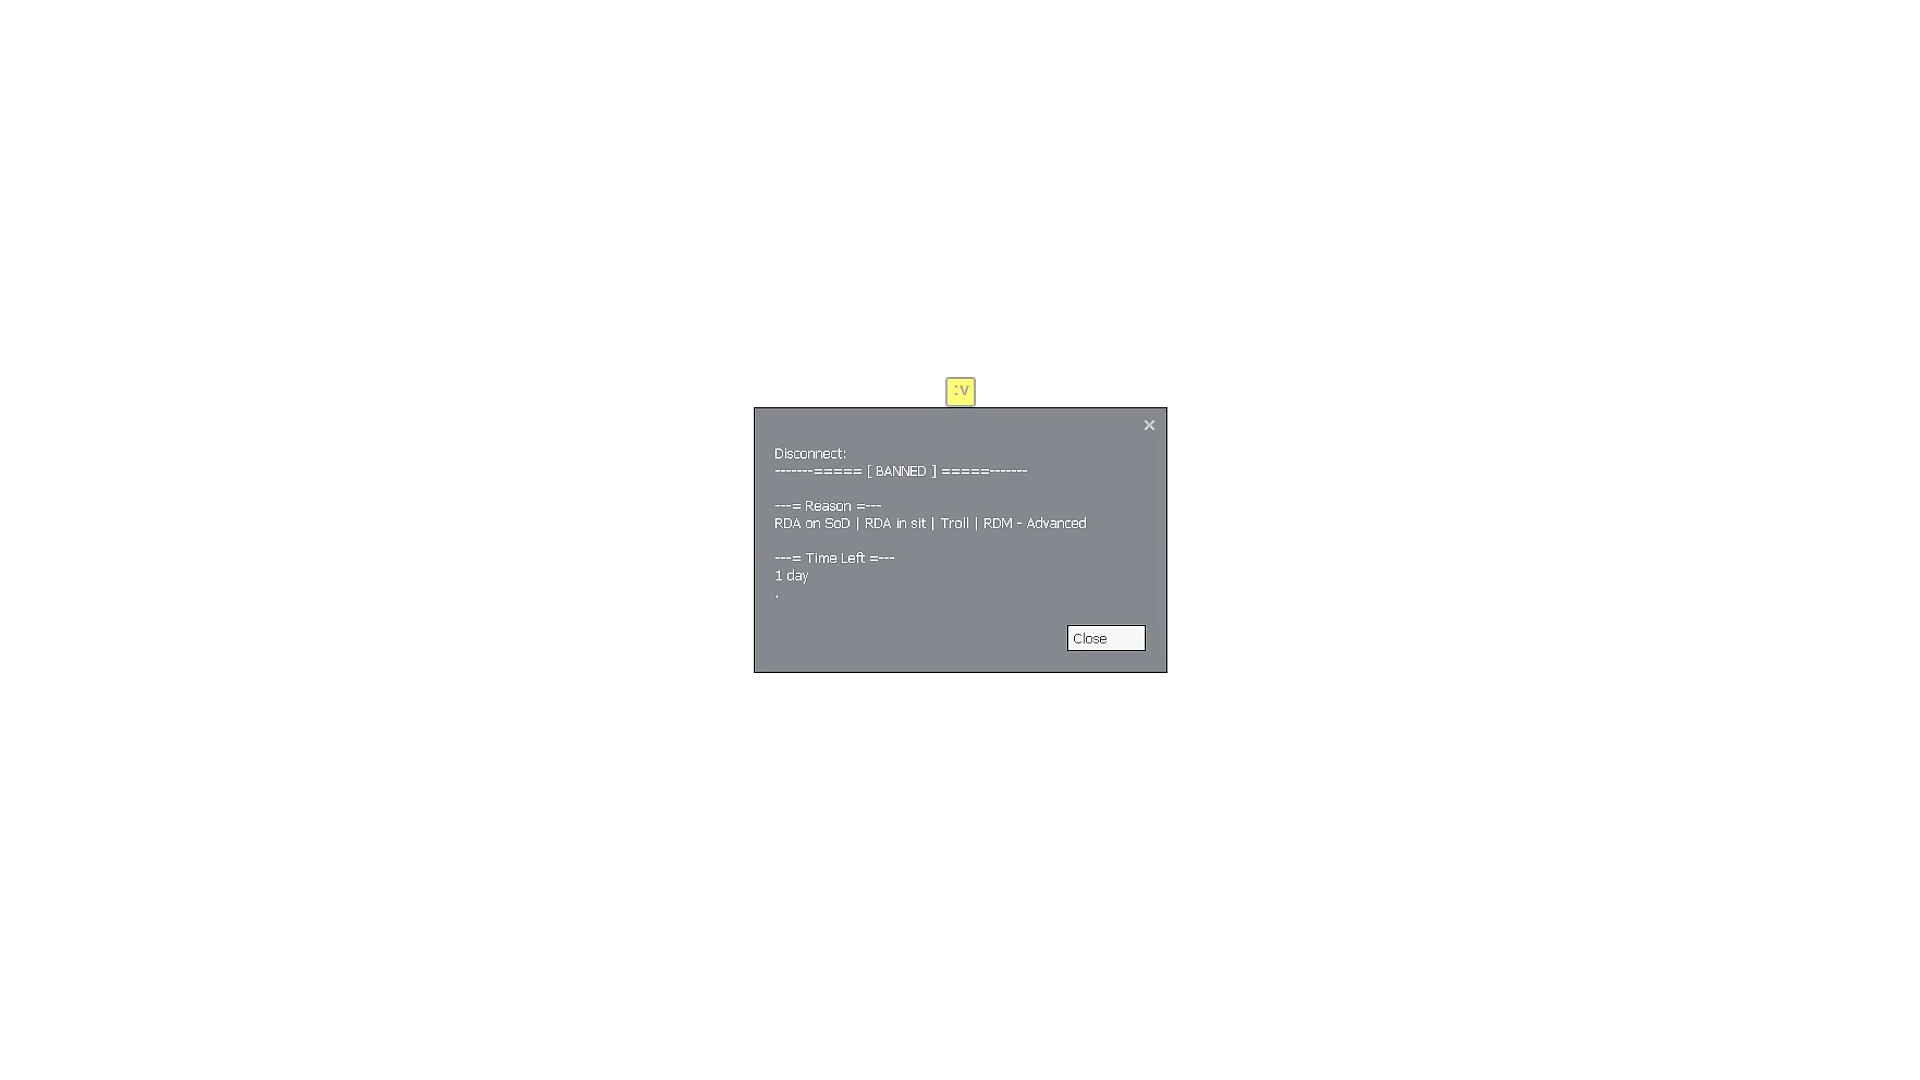 :v
×
Disconnect:
-------===== [ BANNED ] =====-------
---= Reason =---
RDA on SoD | RDA in sit | Troll | RDM - Advanced
---= Time Left =---
1 day
.
Close